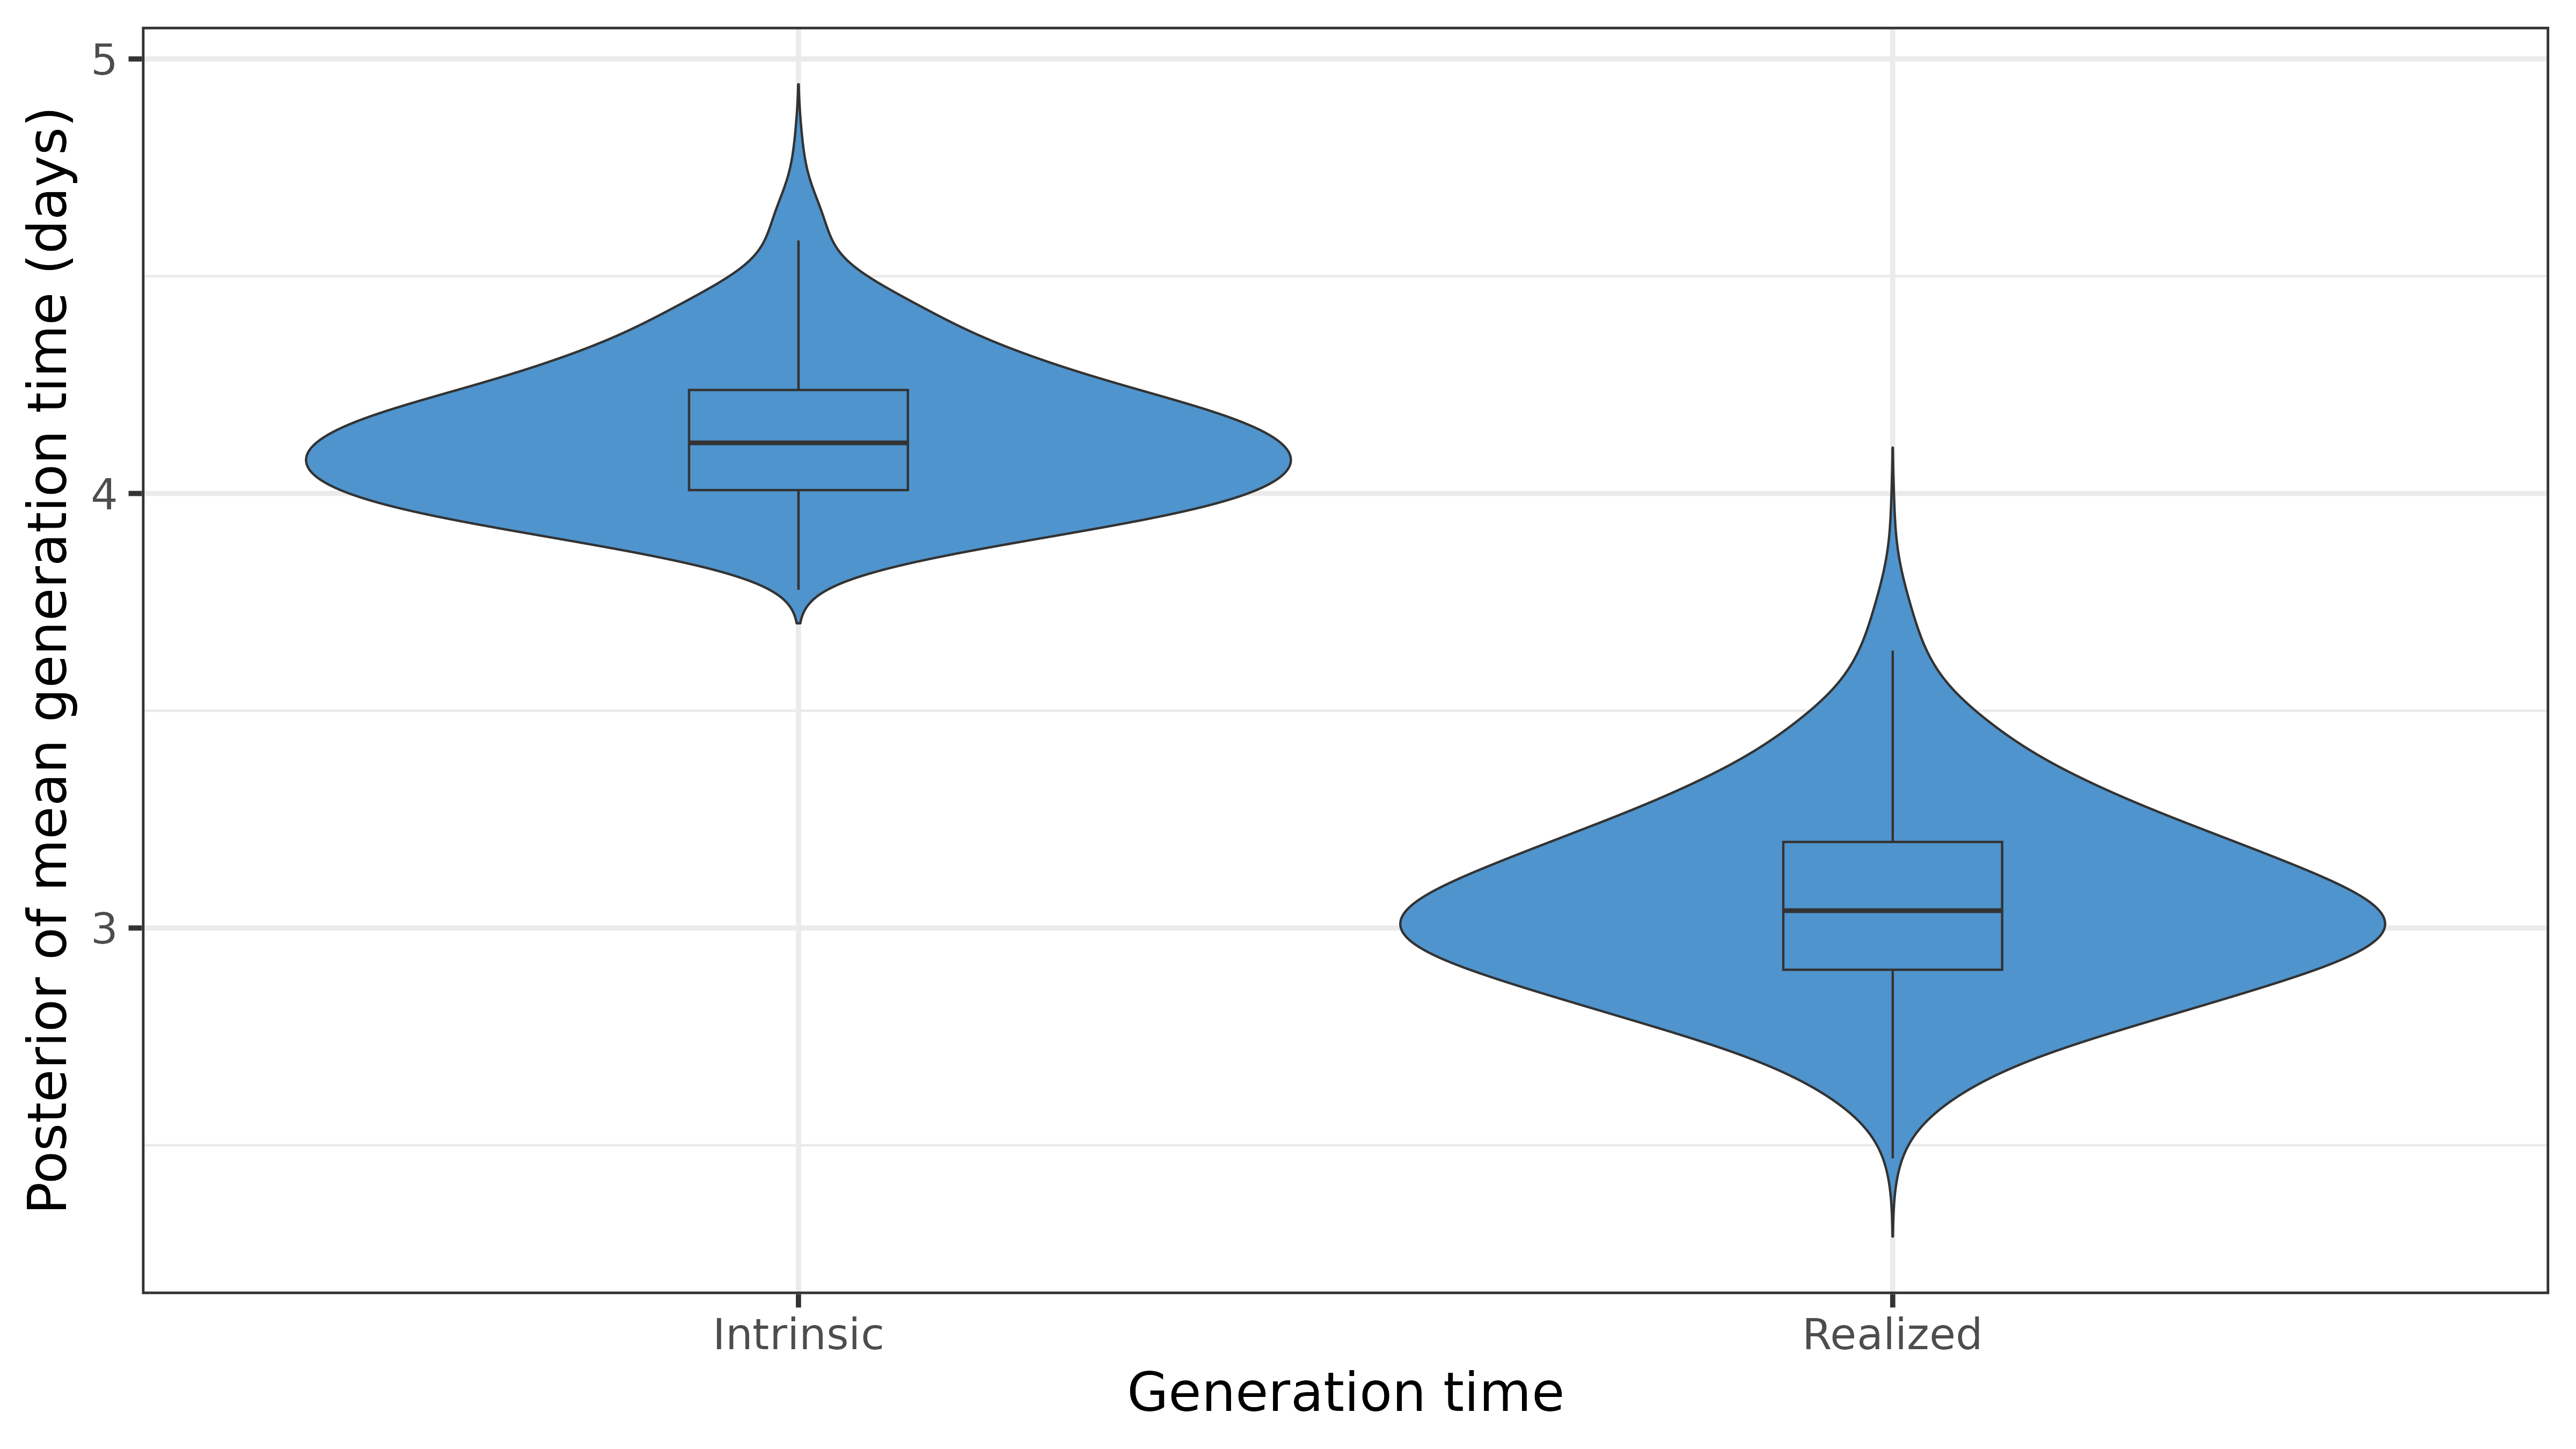 Posterior of mean generation time (days)
5
4
3
Intrinsic
Realized
Generation time